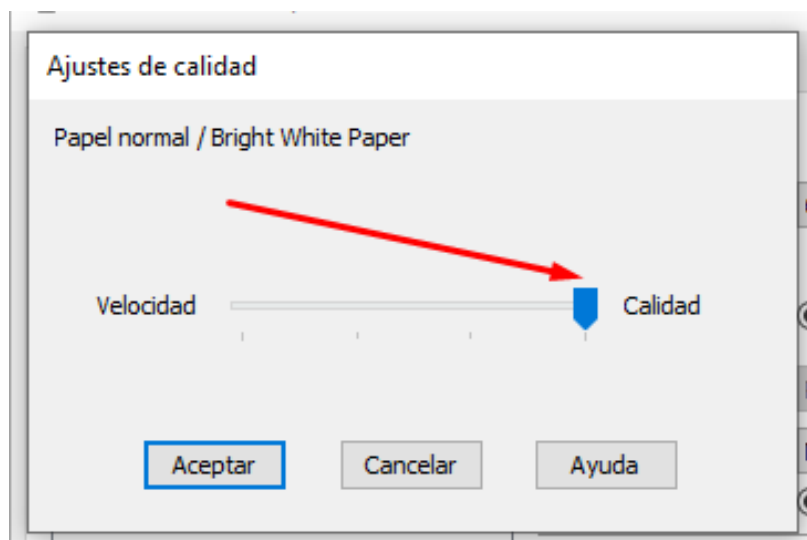 Ajustes de calidad
Papel normal / Bright White Paper
Velocidad Calidad
Aceptar Cancelar Ayuda